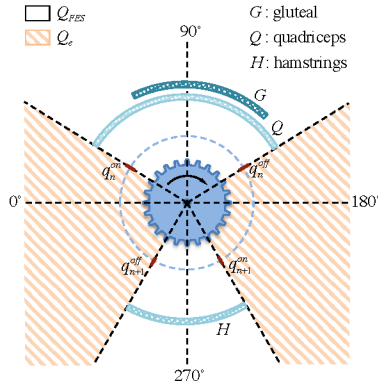 Q_FES
Q_e
G : gluteal
Q : quadriceps
H : hamstrings
90°
G
Q
q_n^on
q_n^off
0°
180°
q_{n+1}^off
q_{n+1}^on
H
270°